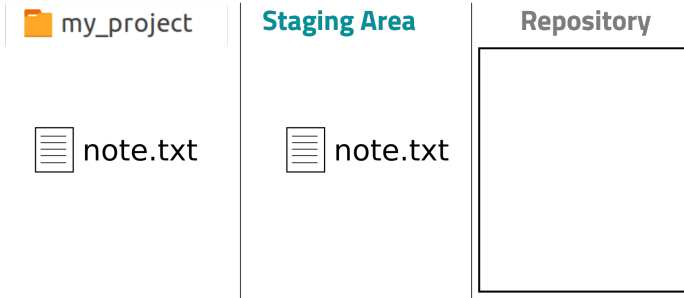 my_project
Staging Area
Repository
note.txt
note.txt